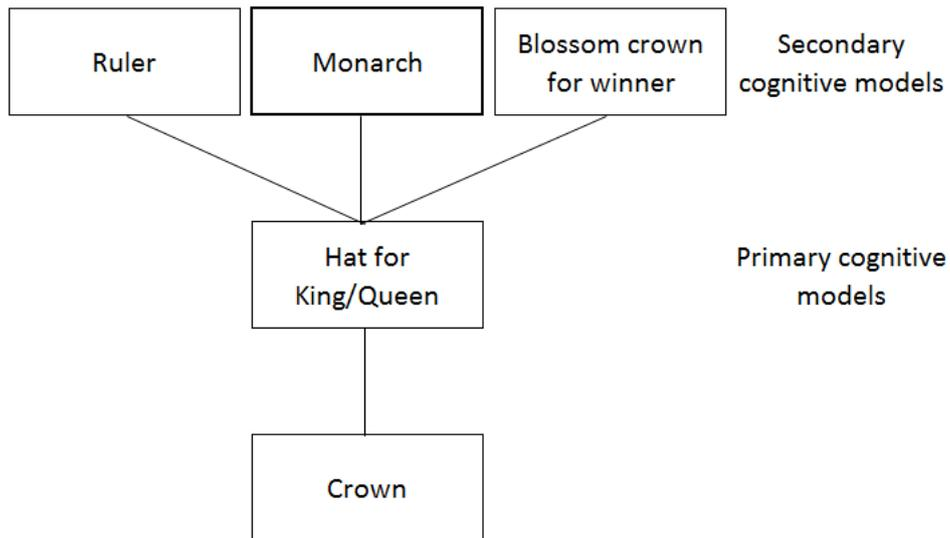 Ruler
Monarch
Blossom crown
for winner
Secondary
cognitive models
Hat for
King/Queen
Primary cognitive
models
Crown